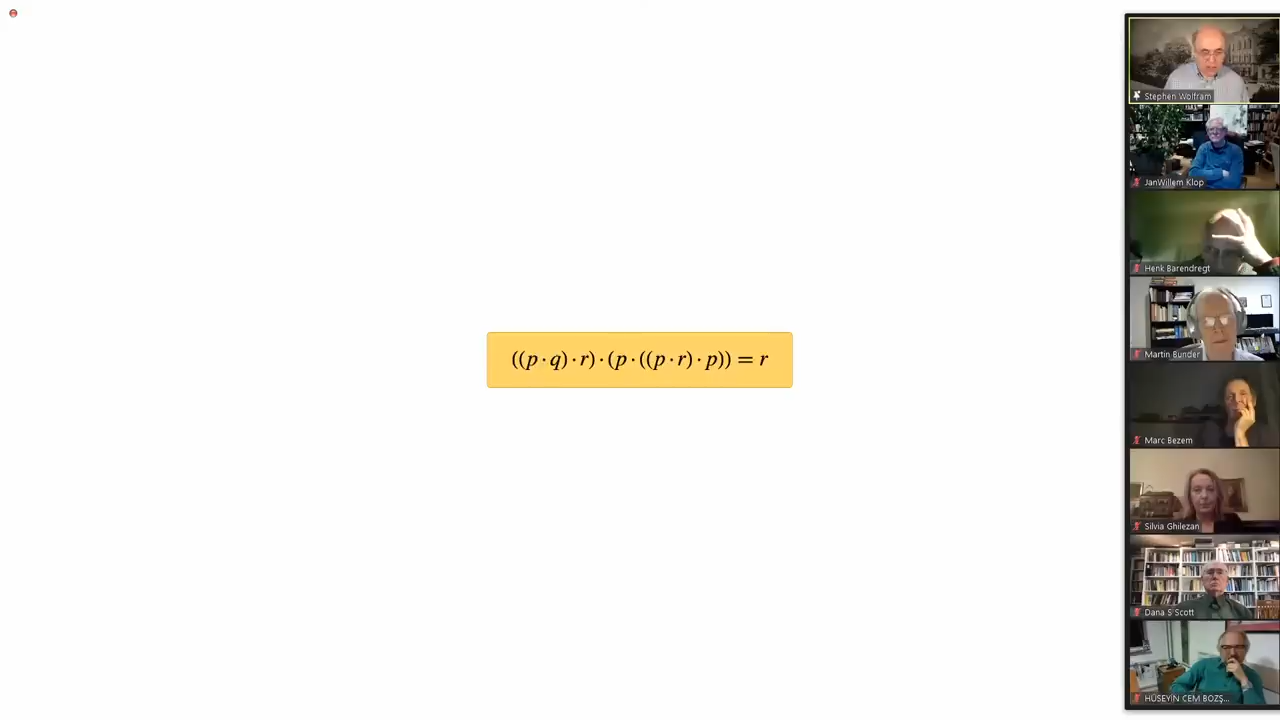 ((p · q) · r) · (p · ((p · r) · p)) = r
Stephen Wolfram
JanWillem Klop
Henk Barendregt
Martin Bunder
Marc Bezem
Silvia Ghilezan
Dana S Scott
HÜSEYİN CEM BOZŞ...